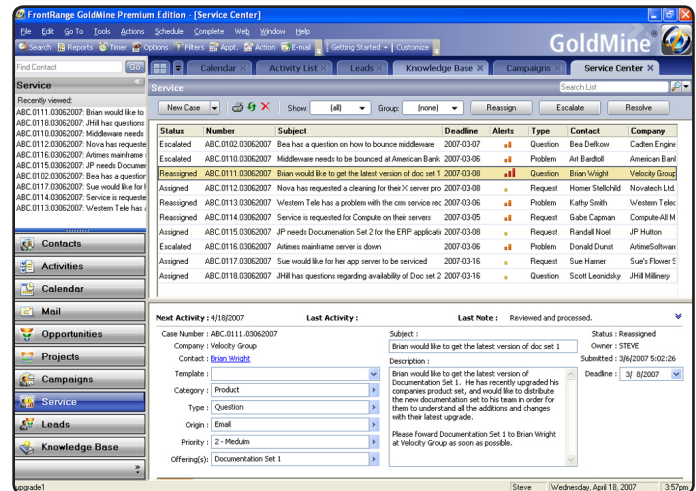 FrontRange GoldMine Premium Edition - [Service Center]
File Edit Go To Tools Actions Schedule Complete Web Window Help
Search Reports Timer Options Filters Appt. Action E-mail Getting Started Customize
GoldMine®
Find Contact Go
Calendar Activity List Leads Knowledge Base Campaigns Service Center
Service
Service Search List
Recently viewed:
ABC.0111.03062007: Brian would like to
ABC.0118.03062007: JHill has questions
ABC.0110.03062007: Middleware needs
ABC.0112.03062007: Nova has requeste
ABC.0116.03062007: Artimes mainframe
ABC.0115.03062007: JP needs Documer
ABC.0102.03062007: Bea has a question
ABC.0117.03062007: Sue would like for
ABC.0114.03062007: Service is requeste
ABC.0113.03062007: Western Tele has
New Case Show: (all) Group: (none) Reassign Escalate Resolve
Status Number Subject Deadline Alerts Type Contact Company
Escalated ABC.0102.03062007 Bea has a question on how to bounce middleware 2007-03-07 Question Bea Defkow Cadten Engine
Escalated ABC.0110.03062007 Middleware needs to be bounced at American Bank 2007-03-06 Problem Art Bardtoll American Banl
Reassigned ABC.0111.03062007 Brian would like to get the latest version of doc set 1 2007-03-08 Question Brian Wright Velocity Group
Assigned ABC.0112.03062007 Nova has requested a cleaning for their X server pro 2007-03-08 Request Homer Stellchild Novatech Ltd.
Assigned ABC.0113.03062007 Western Tele has a problem with the crm service rec 2007-03-06 Problem Kathy Smith Western Telec
Assigned ABC.0114.03062007 Service is requested for Compute on their servers 2007-03-05 Request Gabe Capman Compute-All M
Assigned ABC.0115.03062007 JP needs Documenation Set 2 for the ERP applicatic 2007-03-08 Request Randall Noel JP Hutton
Escalated ABC.0116.03062007 Artimes mainframe server is down 2007-03-06 Problem Donald Dunst ArtimeSoftware
Assigned ABC.0117.03062007 Sue would like for her app server to be serviced 2007-03-16 Request Sue Hamer Sue's Flower S
Assigned ABC.0118.03062007 JHill has questions regarding availability of Doc set 2 2007-03-16 Question Scott Leonidsky JHill Millinery
Contacts
Activities
Calendar
Mail
Opportunities
Projects
Campaigns
Service
Leads
Knowledge Base
Next Activity : 4/18/2007 Last Activity : Last Note : Reviewed and processed.
Case Number : ABC.0111.03062007
Company : Velocity Group
Contact : Brian Wright
Template :
Category : Product
Type : Question
Origin : Email
Priority : 2 - Meduim
Offering(s): Documentation Set 1
Subject :
Brian would like to get the latest version of doc set 1
Description :
Brian would like to get the latest version of
Documentation Set 1. He has recently upgraded his
companies product set, and would like to distribute
the new documentation set to his team in order for
them to understand all the additions and changes
with their latest upgrade.
Please foward Documentation Set 1 to Brian Wright
at Velocity Group as soon as possible.
Status : Reassigned
Owner : STEVE
Submitted : 3/6/2007 5:02:26
Deadline : 3/ 8/2007
upgrade1 Steve Wednesday, April 18, 2007 3:57pm